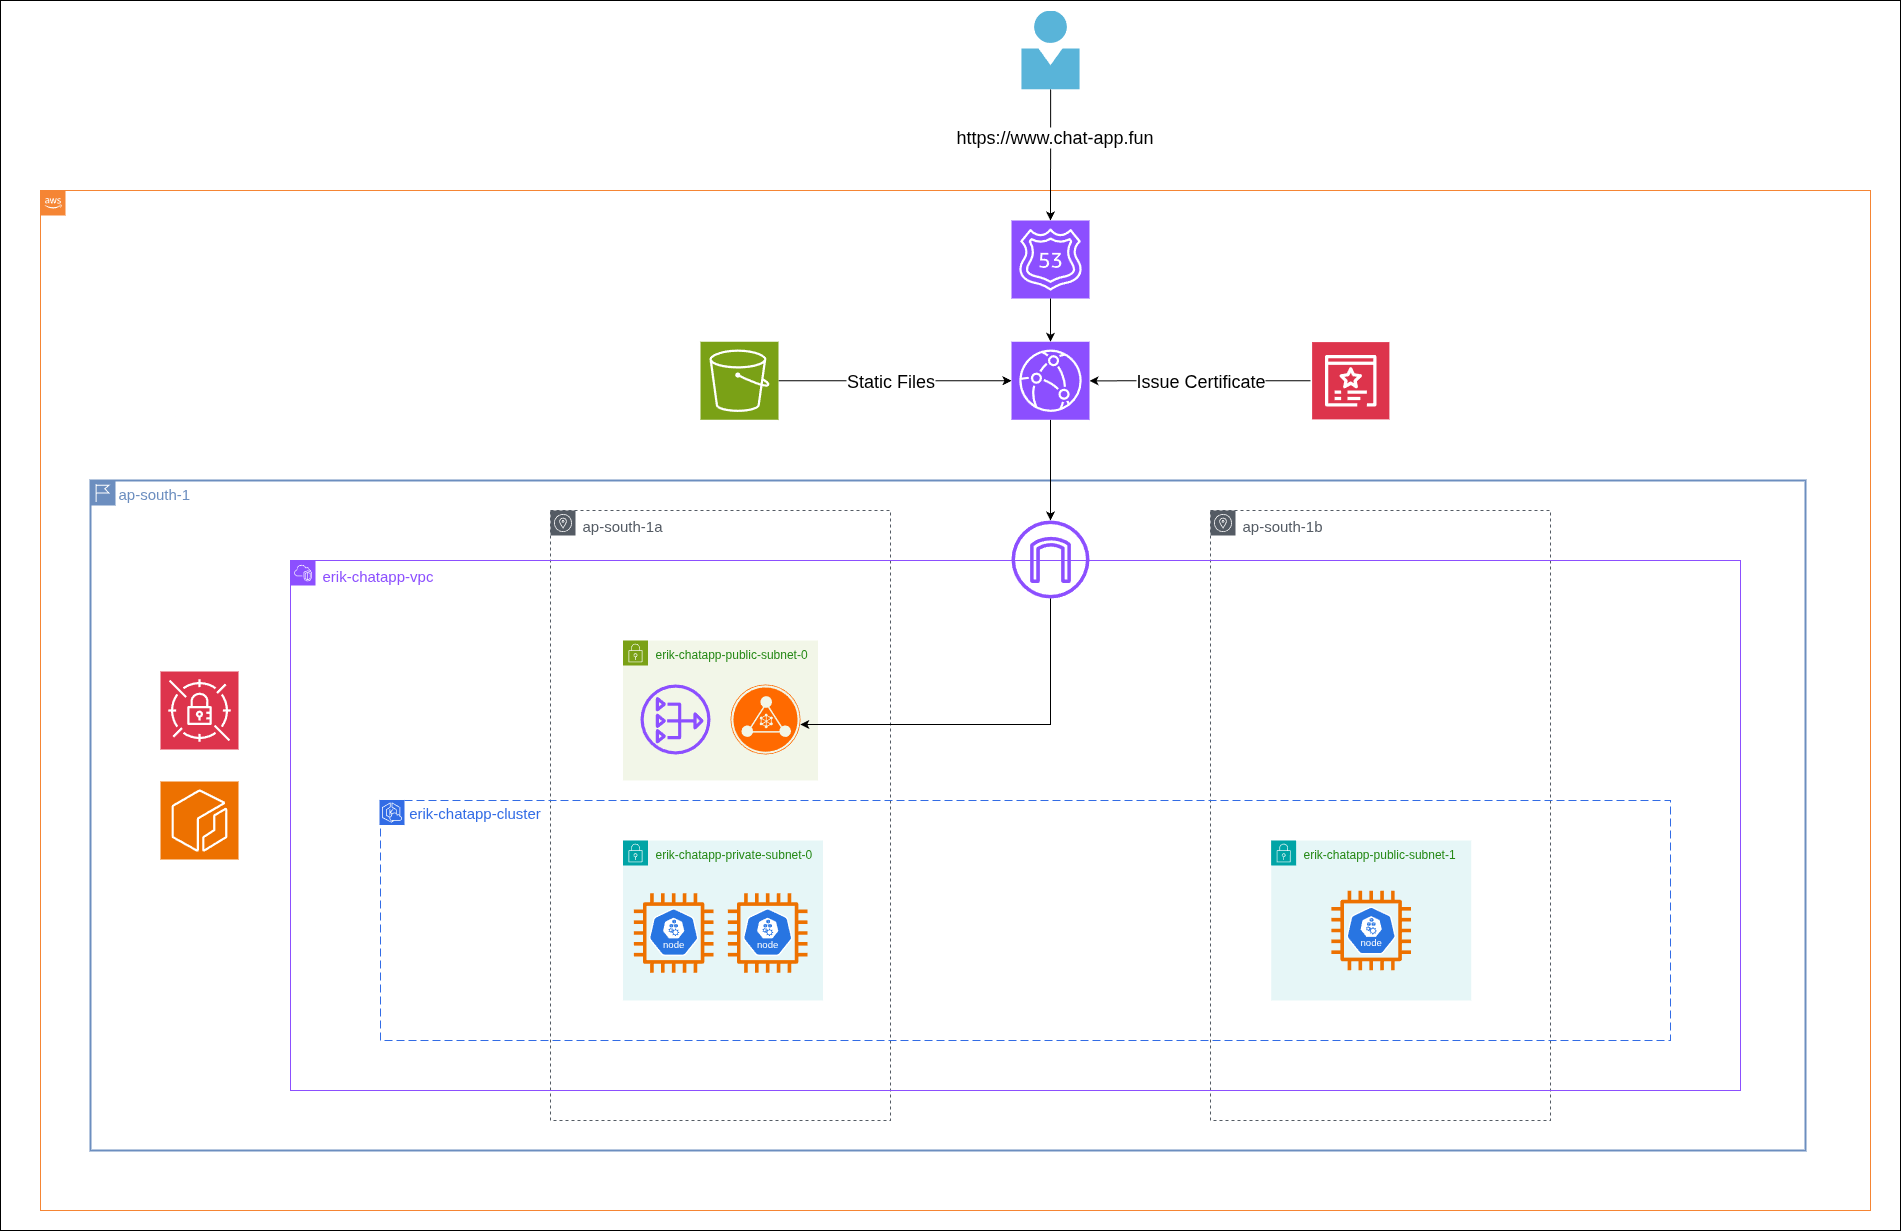 https://www.chat-app.fun
aws
53
Static Files
Issue Certificate
ap-south-1
ap-south-1a
ap-south-1b
erik-chatapp-vpc
erik-chatapp-public-subnet-0
erik-chatapp-cluster
erik-chatapp-private-subnet-0
erik-chatapp-public-subnet-1
node
node
node